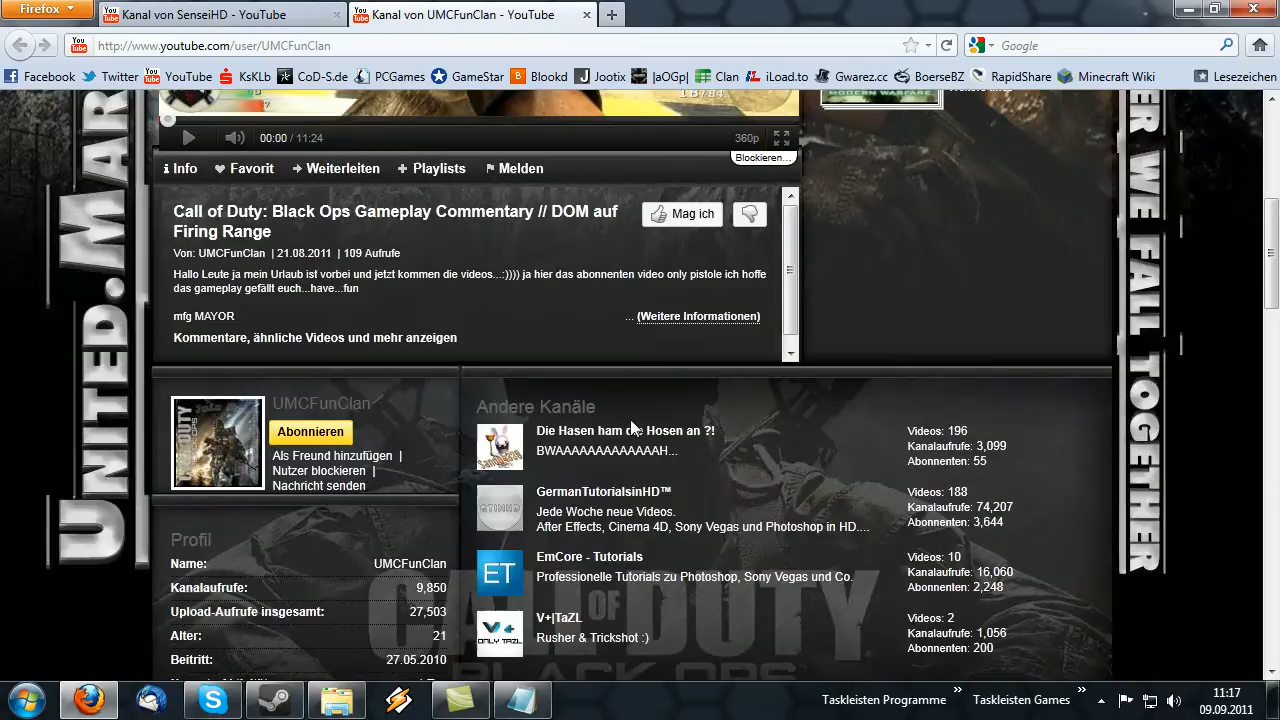 Firefox
Kanal von SenseiHD - YouTube
Kanal von UMCFunClan - YouTube
http://www.youtube.com/user/UMCFunClan
Google
Facebook Twitter YouTube KskLb CoD-S.de PCGames GameStar Blookd Jootix |aOGp| Clan iLoadto Gwarez.cc BoerseBZ RapidShare Minecraft Wiki Lesezeichen
18/84
MODERN WARFARE
00:00 / 11:24
360p
Blockieren...
Info Favorit Weiterleiten Playlists Melden
Call of Duty: Black Ops Gameplay Commentary // DOM auf
Firing Range
Mag ich
Von: UMCFunClan | 21.08.2011 | 109 Aufrufe
Hallo Leute ja mein Urlaub ist vorbei und jetzt kommen die videos...:)))) ja hier das abonnenten video only pistole ich hoffe
das gameplay gefällt euch...have...fun
mfg MAYOR
... (Weitere Informationen)
Kommentare, ähnliche Videos und mehr anzeigen
UNITED.MAR
ER WE FALL TOGETHER
UMCFunClan
Abonnieren
Als Freund hinzufügen |
Nutzer blockieren |
Nachricht senden
Profil
Name: UMCFunClan
Kanalaufrufe: 9,850
Upload-Aufrufe insgesamt: 27,503
Alter: 21
Beitritt: 27.05.2010
Andere Kanäle
Die Hasen ham die Hosen an ?!
BWAAAAAAAAAAAAAH...
Videos: 196
Kanalaufrufe: 3,099
Abonnenten: 55
GTINHD
GermanTutorialsinHD™
Jede Woche neue Videos.
After Effects, Cinema 4D, Sony Vegas und Photoshop in HD....
Videos: 188
Kanalaufrufe: 74,207
Abonnenten: 3,644
ET
EmCore - Tutorials
Professionelle Tutorials zu Photoshop, Sony Vegas und Co.
Videos: 10
Kanalaufrufe: 16,060
Abonnenten: 2,248
ONLY TAZL
V+|TaZL
Rusher & Trickshot :)
Videos: 2
Kanalaufrufe: 1,056
Abonnenten: 200
CALL OF DUTY
BLACK OPS
Taskleisten Programme
Taskleisten Games
11:17
09.09.2011